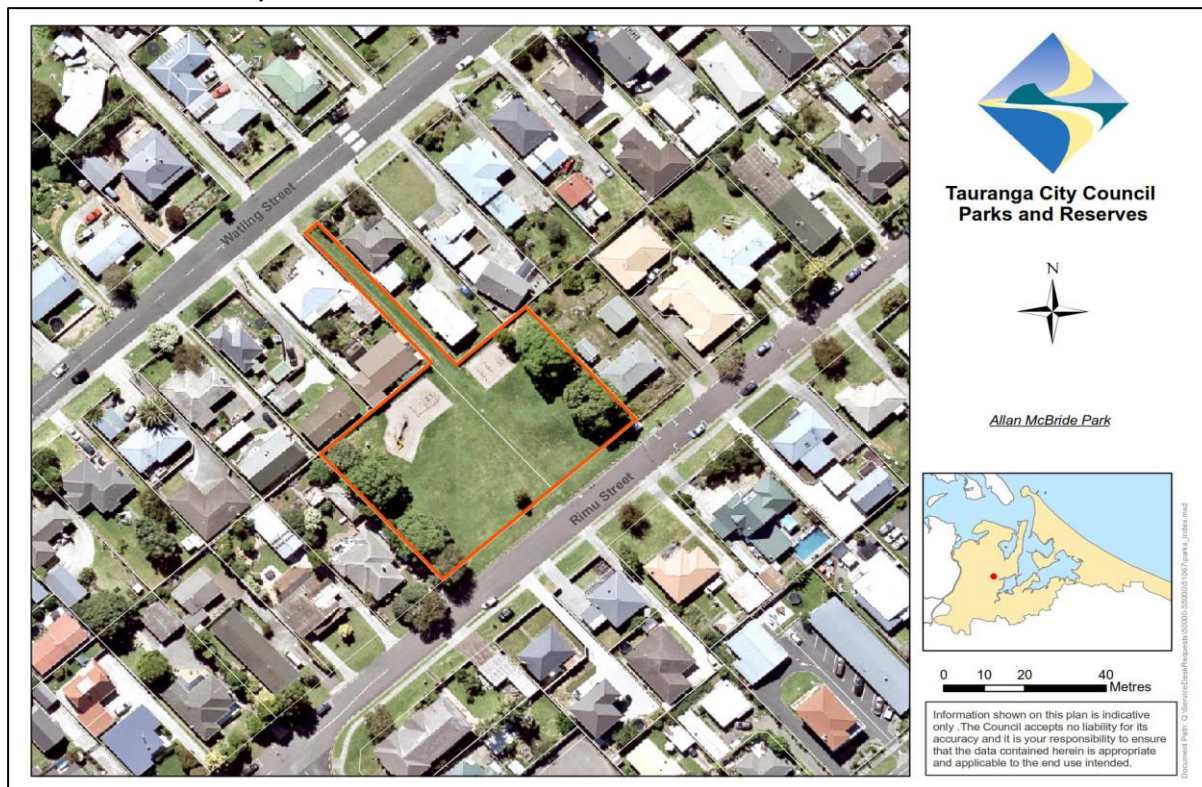 Watling Street
Rimu Street
Tauranga City Council
Parks and Reserves
N
Allan McBride Park
0 10 20 40
Metres
Information shown on this plan is indicative
only .The Council accepts no liability for its
accuracy and it is your responsibility to ensure
that the data contained herein is appropriate
and applicable to the end use intended.